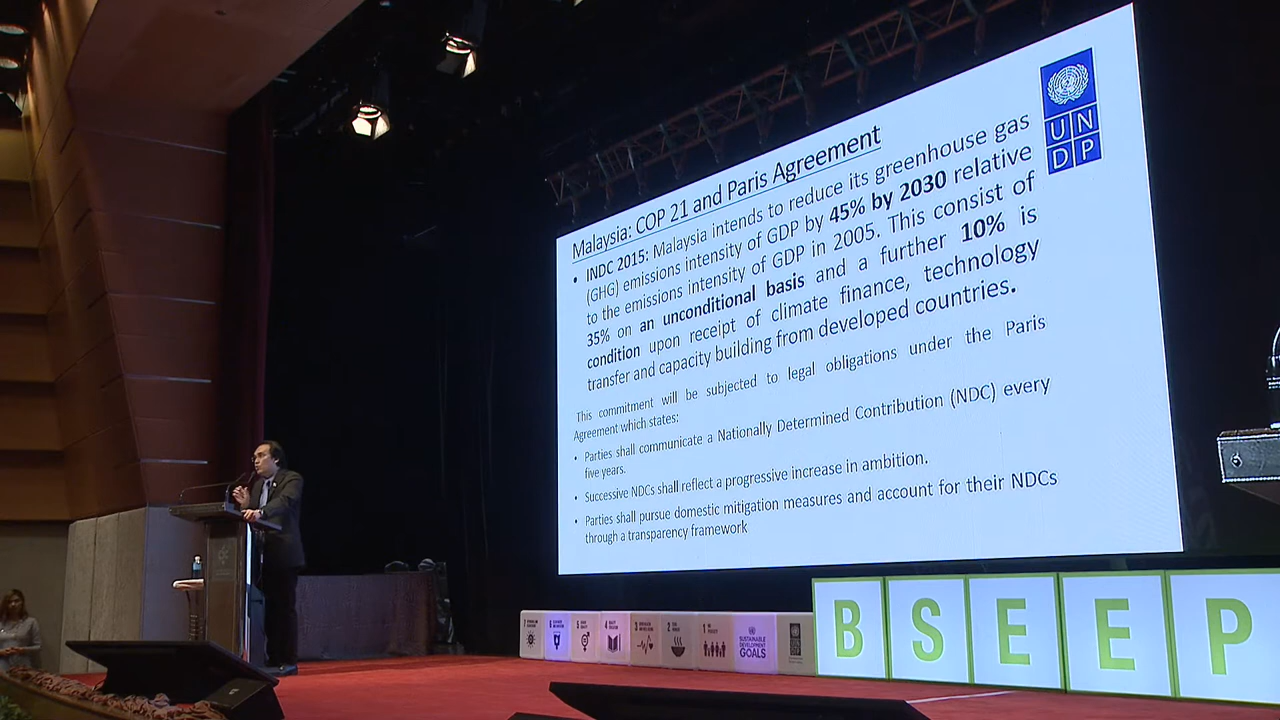 Malaysia: COP 21 and Paris Agreement
UN
DP
• INDC 2015: Malaysia intends to reduce its greenhouse gas
(GHG) emissions intensity of GDP by 45% by 2030 relative
to the emissions intensity of GDP in 2005. This consist of
35% on an unconditional basis and a further 10% is
condition upon receipt of climate finance, technology
transfer and capacity building from developed countries.
This commitment will be subjected to legal obligations under the Paris
Agreement which states:
• Parties shall communicate a Nationally Determined Contribution (NDC) every
five years.
• Successive NDCs shall reflect a progressive increase in ambition.
• Parties shall pursue domestic mitigation measures and account for their NDCs
through a transparency framework
SUSTAINABLE
DEVELOPMENT
GOALS
BSEEP